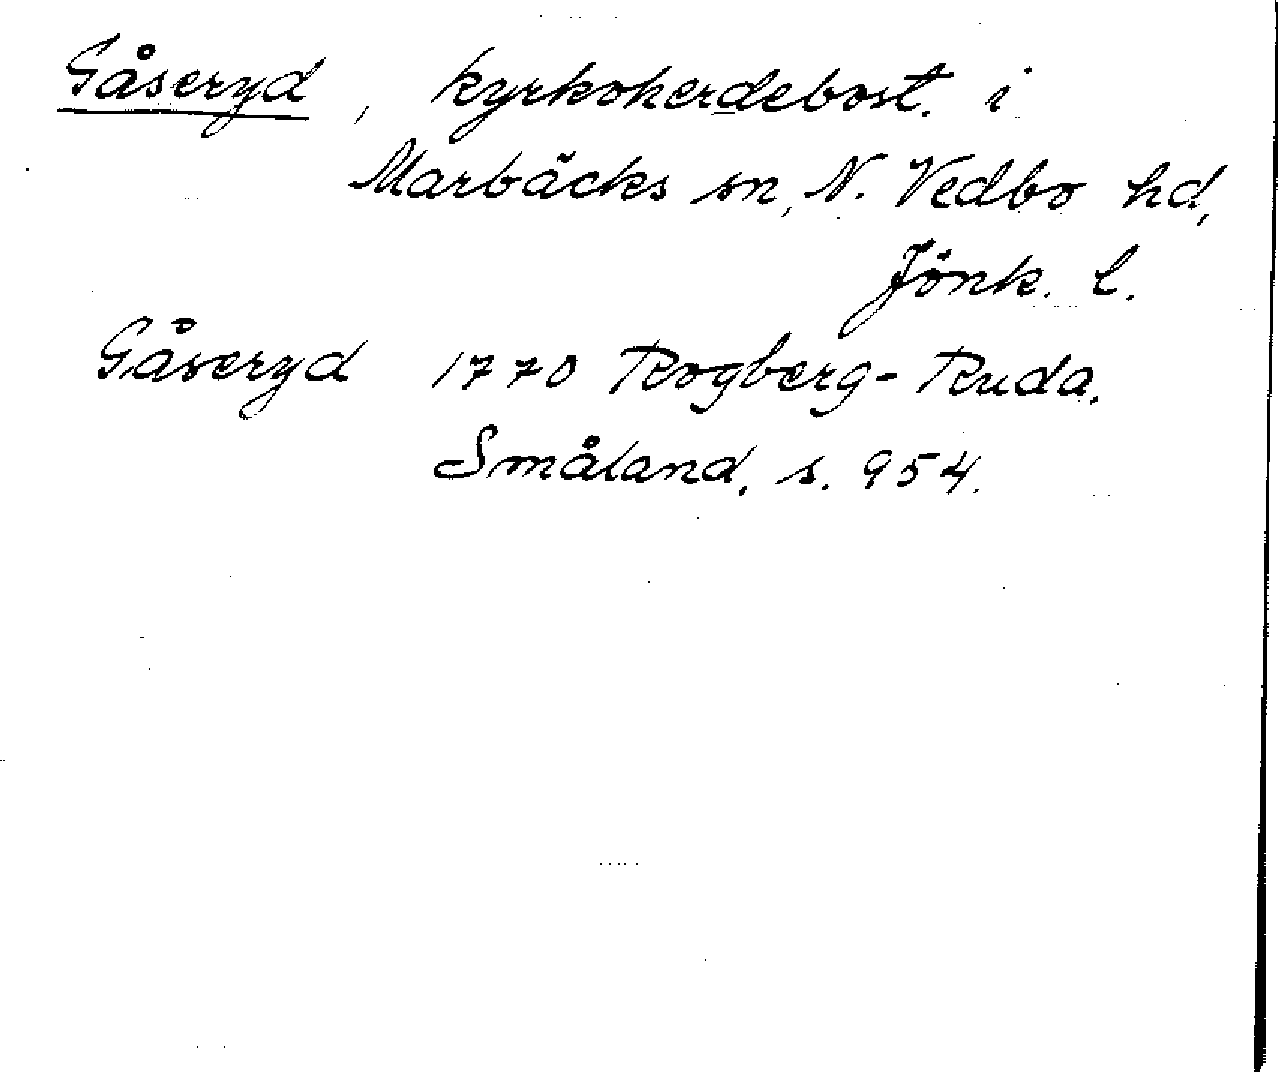 Gåseryd, kyrkoherdebost. i
Marbäcks sn, N. Vedbo hd,
Jönk. l.
Gåseryd 1770 Rogberg-Ruda.
Småland, s. 954.